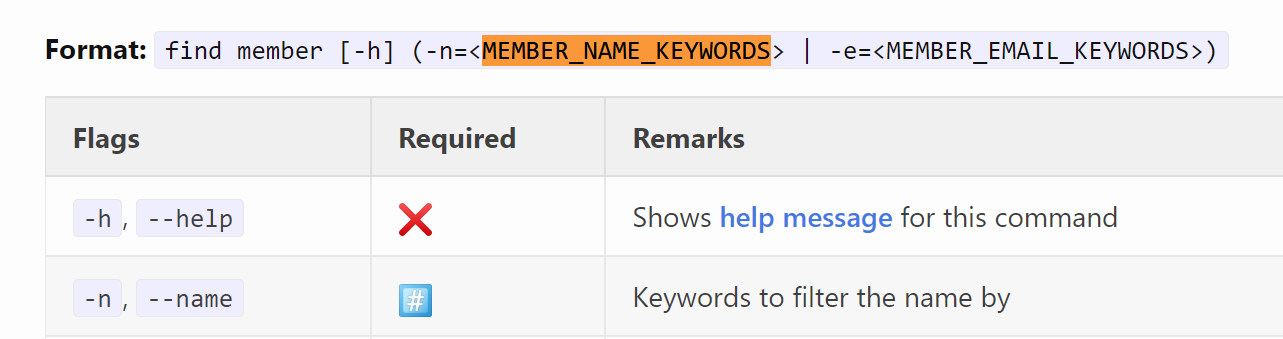 Format: find member [-h] (-n=<MEMBER_NAME_KEYWORDS> | -e=<MEMBER_EMAIL_KEYWORDS>)
Flags Required Remarks
-h, --help ❌ Shows help message for this command
-n, --name #️⃣ Keywords to filter the name by